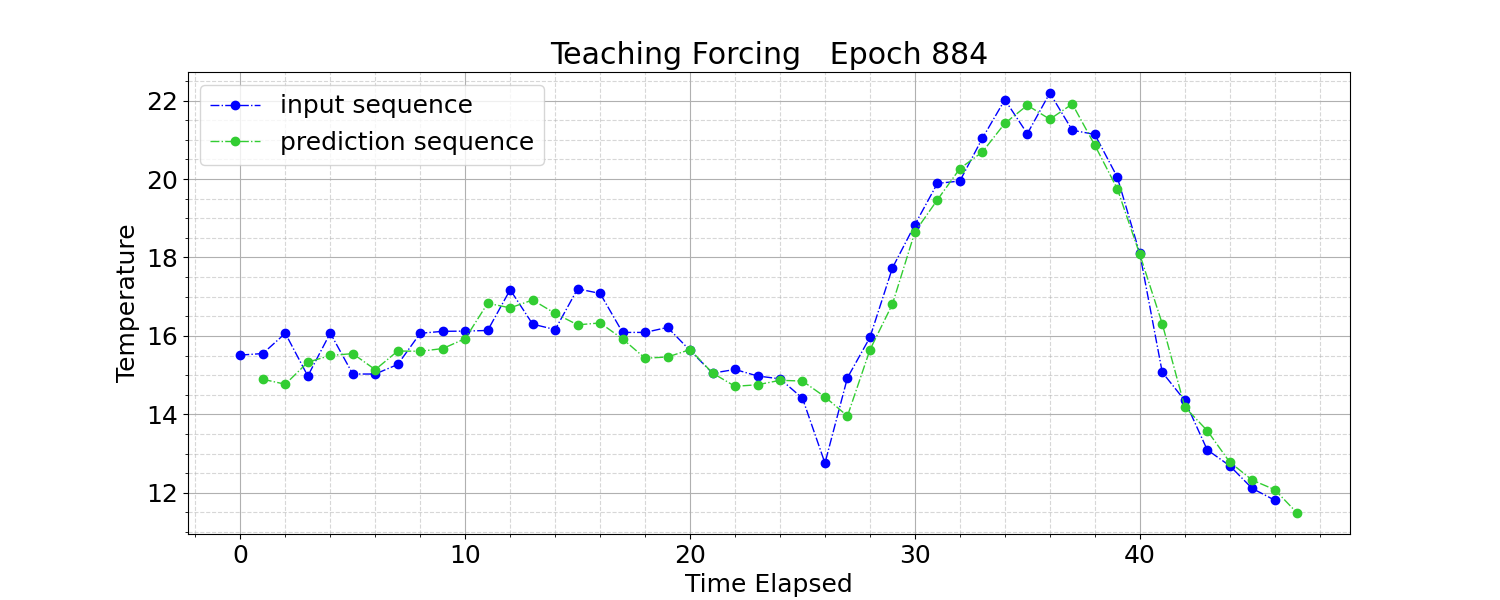 Teaching Forcing   Epoch 884
input sequence
prediction sequence
Temperature
22
20
18
16
14
12
0 10 20 30 40
Time Elapsed